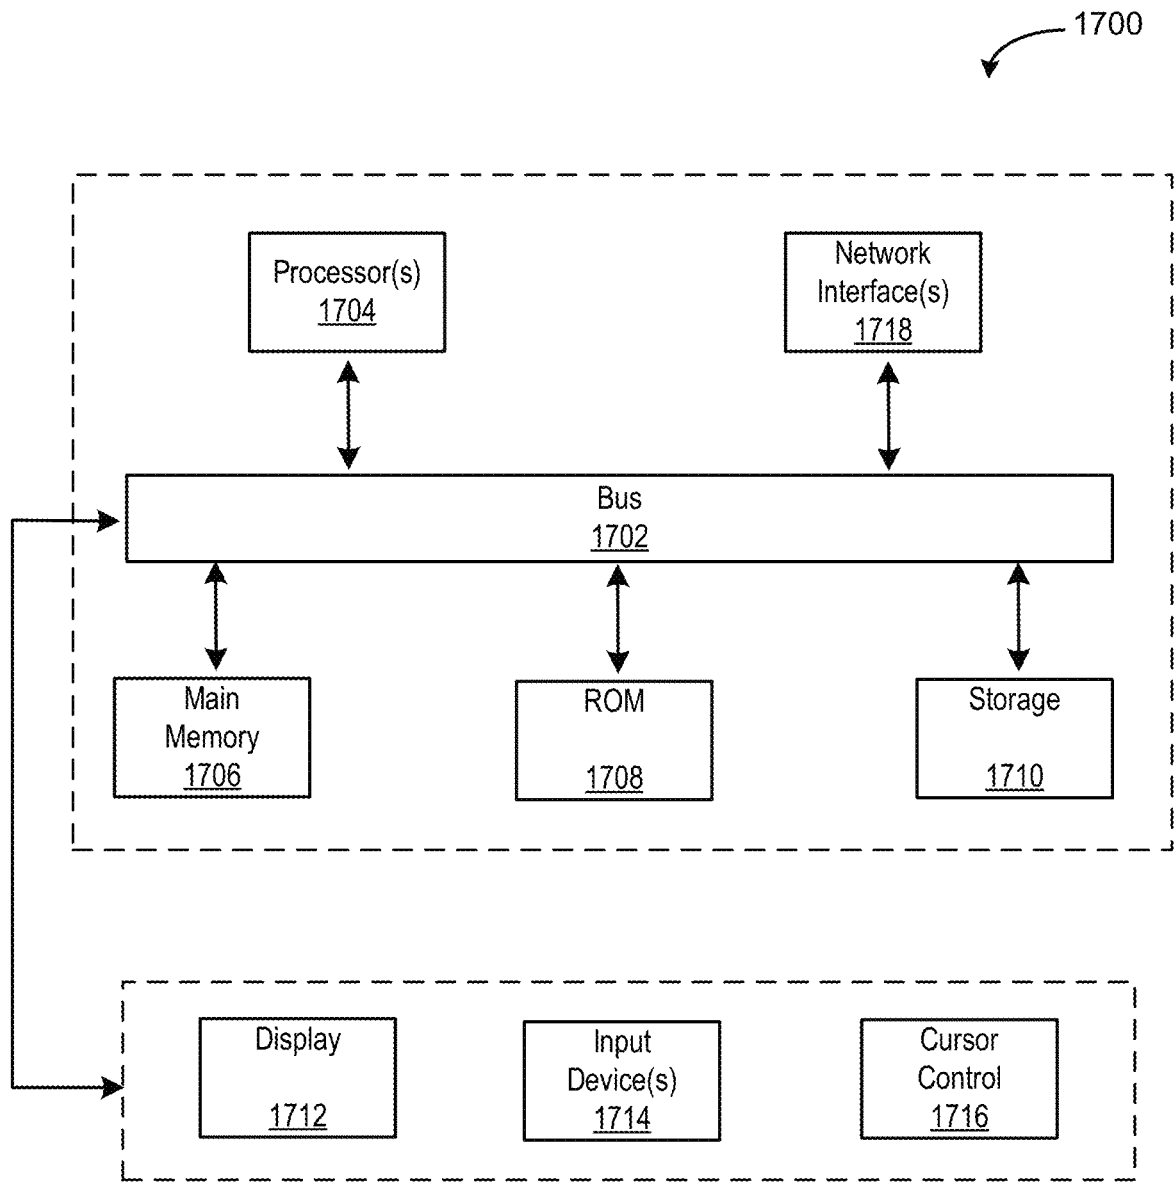 1700
Processor(s)
1704
Network
Interface(s)
1718
Bus
1702
Main
Memory
1706
ROM
1708
Storage
1710
Display
1712
Input
Device(s)
1714
Cursor
Control
1716